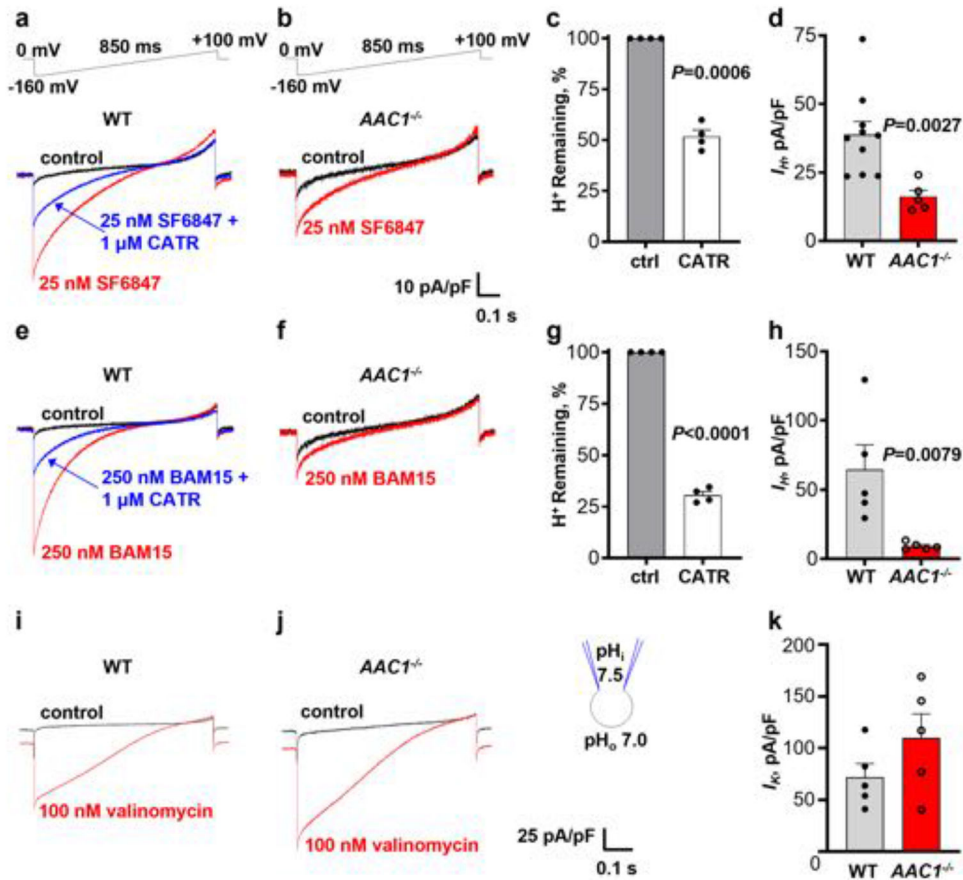 a
0 mV
850 ms
+100 mV
-160 mV
WT
control
25 nM SF6847 +
1 µM CATR
25 nM SF6847
b
0 mV
850 ms
+100 mV
-160 mV
AAC1-/-
control
25 nM SF6847
10 pA/pF
0.1 s
c
H+ Remaining, %
100
75
50
25
0
P=0.0006
ctrl
CATR
d
IH, pA/pF
75
50
25
0
P=0.0027
WT
AAC1-/-
e
WT
control
250 nM BAM15 +
1 µM CATR
250 nM BAM15
f
AAC1-/-
control
250 nM BAM15
g
H+ Remaining, %
100
75
50
25
0
P<0.0001
ctrl
CATR
h
IH, pA/pF
150
100
50
0
P=0.0079
WT
AAC1-/-
i
WT
control
100 nM valinomycin
j
AAC1-/-
control
100 nM valinomycin
pHi
7.5
pHo 7.0
25 pA/pF
0.1 s
k
IK, pA/pF
200
150
100
50
0
WT
AAC1-/-